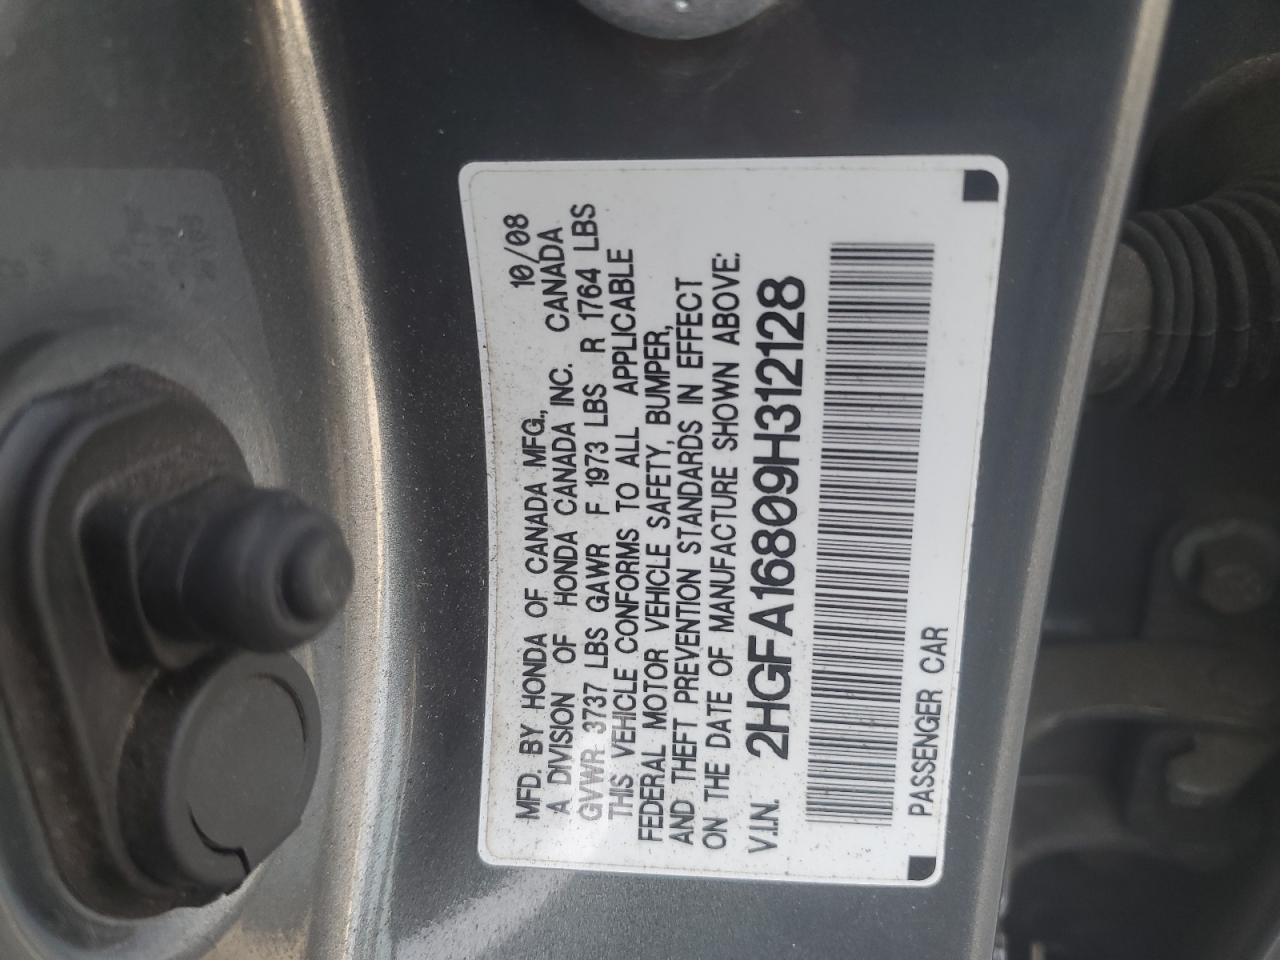 MFD. BY HONDA OF CANADA MFG., 10/08
A DIVISION OF HONDA CANADA INC. CANADA
GVWR 3737 LBS GAWR F 1973 LBS R 1764 LBS
THIS VEHICLE CONFORMS TO ALL APPLICABLE
FEDERAL MOTOR VEHICLE SAFETY, BUMPER,
AND THEFT PREVENTION STANDARDS IN EFFECT
ON THE DATE OF MANUFACTURE SHOWN ABOVE:
V.I.N. 2HGFA16809H312128
PASSENGER CAR